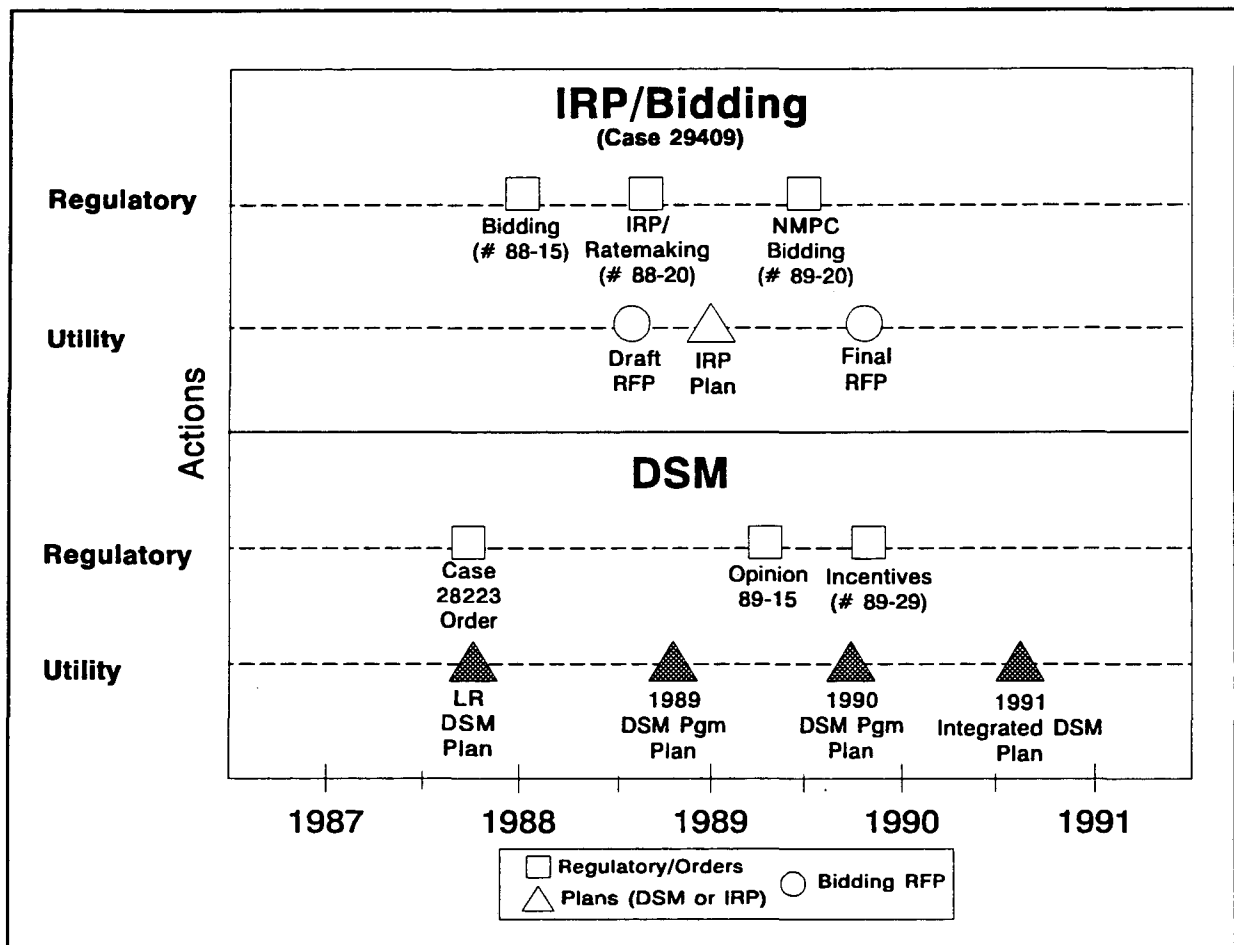 IRP/Bidding
(Case 29409)
Regulatory
Bidding
(# 88-15)
IRP/
Ratemaking
(# 88-20)
NMPC
Bidding
(# 89-20)
Utility
Draft
RFP
IRP
Plan
Final
RFP
Actions
DSM
Regulatory
Case
28223
Order
Opinion
89-15
Incentives
(# 89-29)
Utility
LR
DSM
Plan
1989
DSM Pgm
Plan
1990
DSM Pgm
Plan
1991
Integrated DSM
Plan
1987 1988 1989 1990 1991
Regulatory/Orders
Plans (DSM or IRP)
Bidding RFP